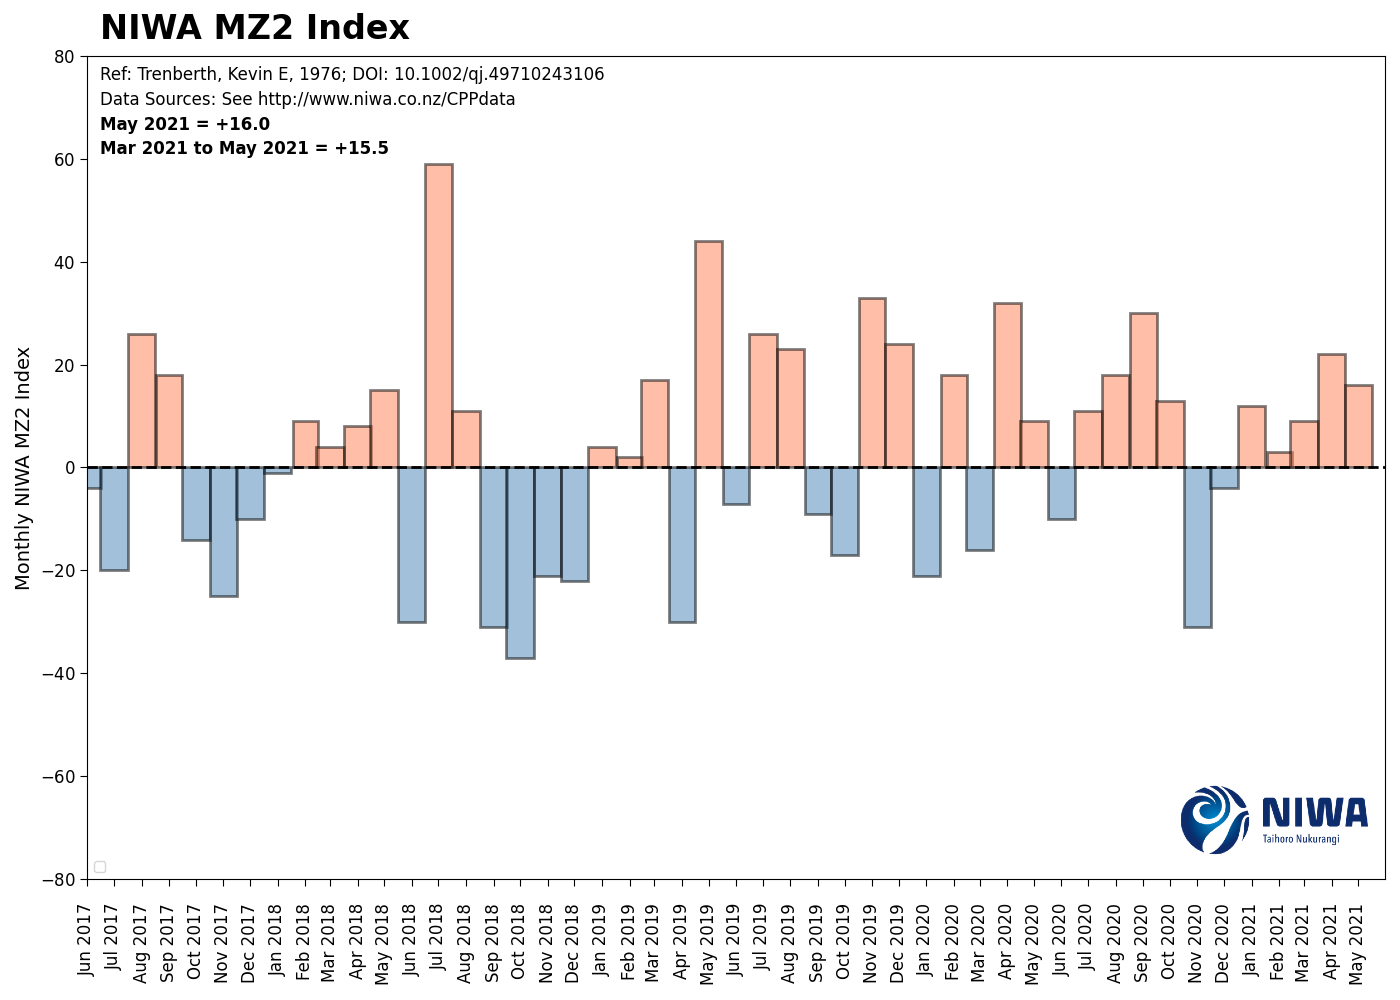 NIWA MZ2 Index
Ref: Trenberth, Kevin E, 1976; DOI: 10.1002/qj.49710243106
Data Sources: See http://www.niwa.co.nz/CPPdata
May 2021 = +16.0
Mar 2021 to May 2021 = +15.5
Monthly NIWA MZ2 Index
80
60
40
20
0
−20
−40
−60
−80
NIWA
Taihoro Nukurangi
Jun 2017
Jul 2017
Aug 2017
Sep 2017
Oct 2017
Nov 2017
Dec 2017
Jan 2018
Feb 2018
Mar 2018
Apr 2018
May 2018
Jun 2018
Jul 2018
Aug 2018
Sep 2018
Oct 2018
Nov 2018
Dec 2018
Jan 2019
Feb 2019
Mar 2019
Apr 2019
May 2019
Jun 2019
Jul 2019
Aug 2019
Sep 2019
Oct 2019
Nov 2019
Dec 2019
Jan 2020
Feb 2020
Mar 2020
Apr 2020
May 2020
Jun 2020
Jul 2020
Aug 2020
Sep 2020
Oct 2020
Nov 2020
Dec 2020
Jan 2021
Feb 2021
Mar 2021
Apr 2021
May 2021